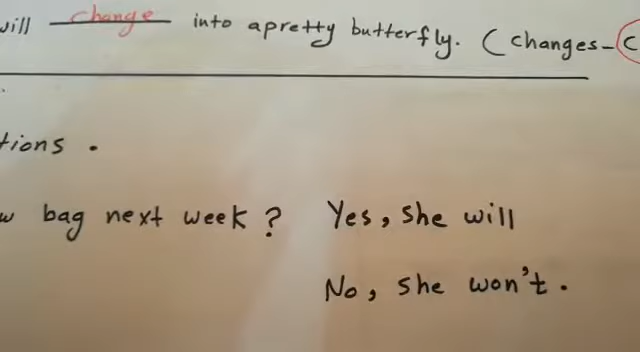 will change into apretty butterfly. ( changes - c
tions .
w bag next week ? Yes, she will
No, she won't .